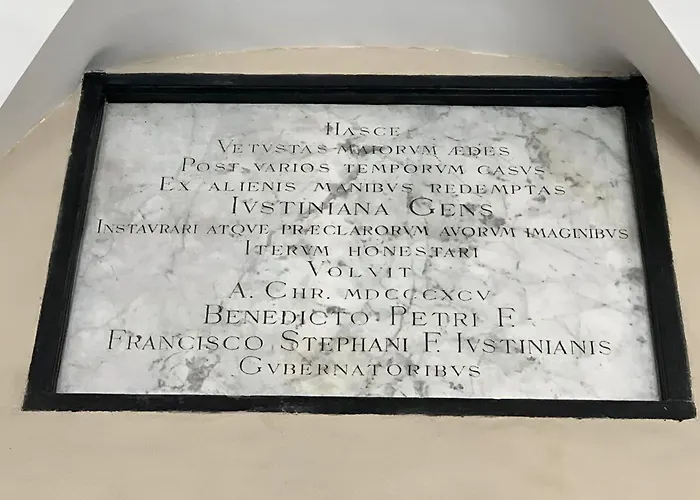 HASCE
VETVSTAS MAIORVM ÆDES
POST VARIOS TEMPORVM CASVS
EX ALIENIS MANIBVS REDEMPTAS
IVSTINIANA GENS
INSTAVRARI ATQVE PRÆCLARORVM AVORVM IMAGINIBVS
ITERVM HONESTARI
VOLVIT
A. CHR. MDCCCXCV
BENEDICTO PETRI F.
FRANCISCO STEPHANI F. IVSTINIANIS
GVBERNATORIBVS